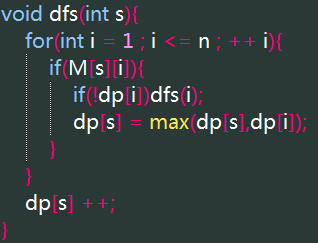 void dfs(int s){
    for(int i = 1 ; i <= n ; ++ i){
        if(M[s][i]){
            if(!dp[i])dfs(i);
            dp[s] = max(dp[s],dp[i]);
        }
    }
    dp[s] ++;
}